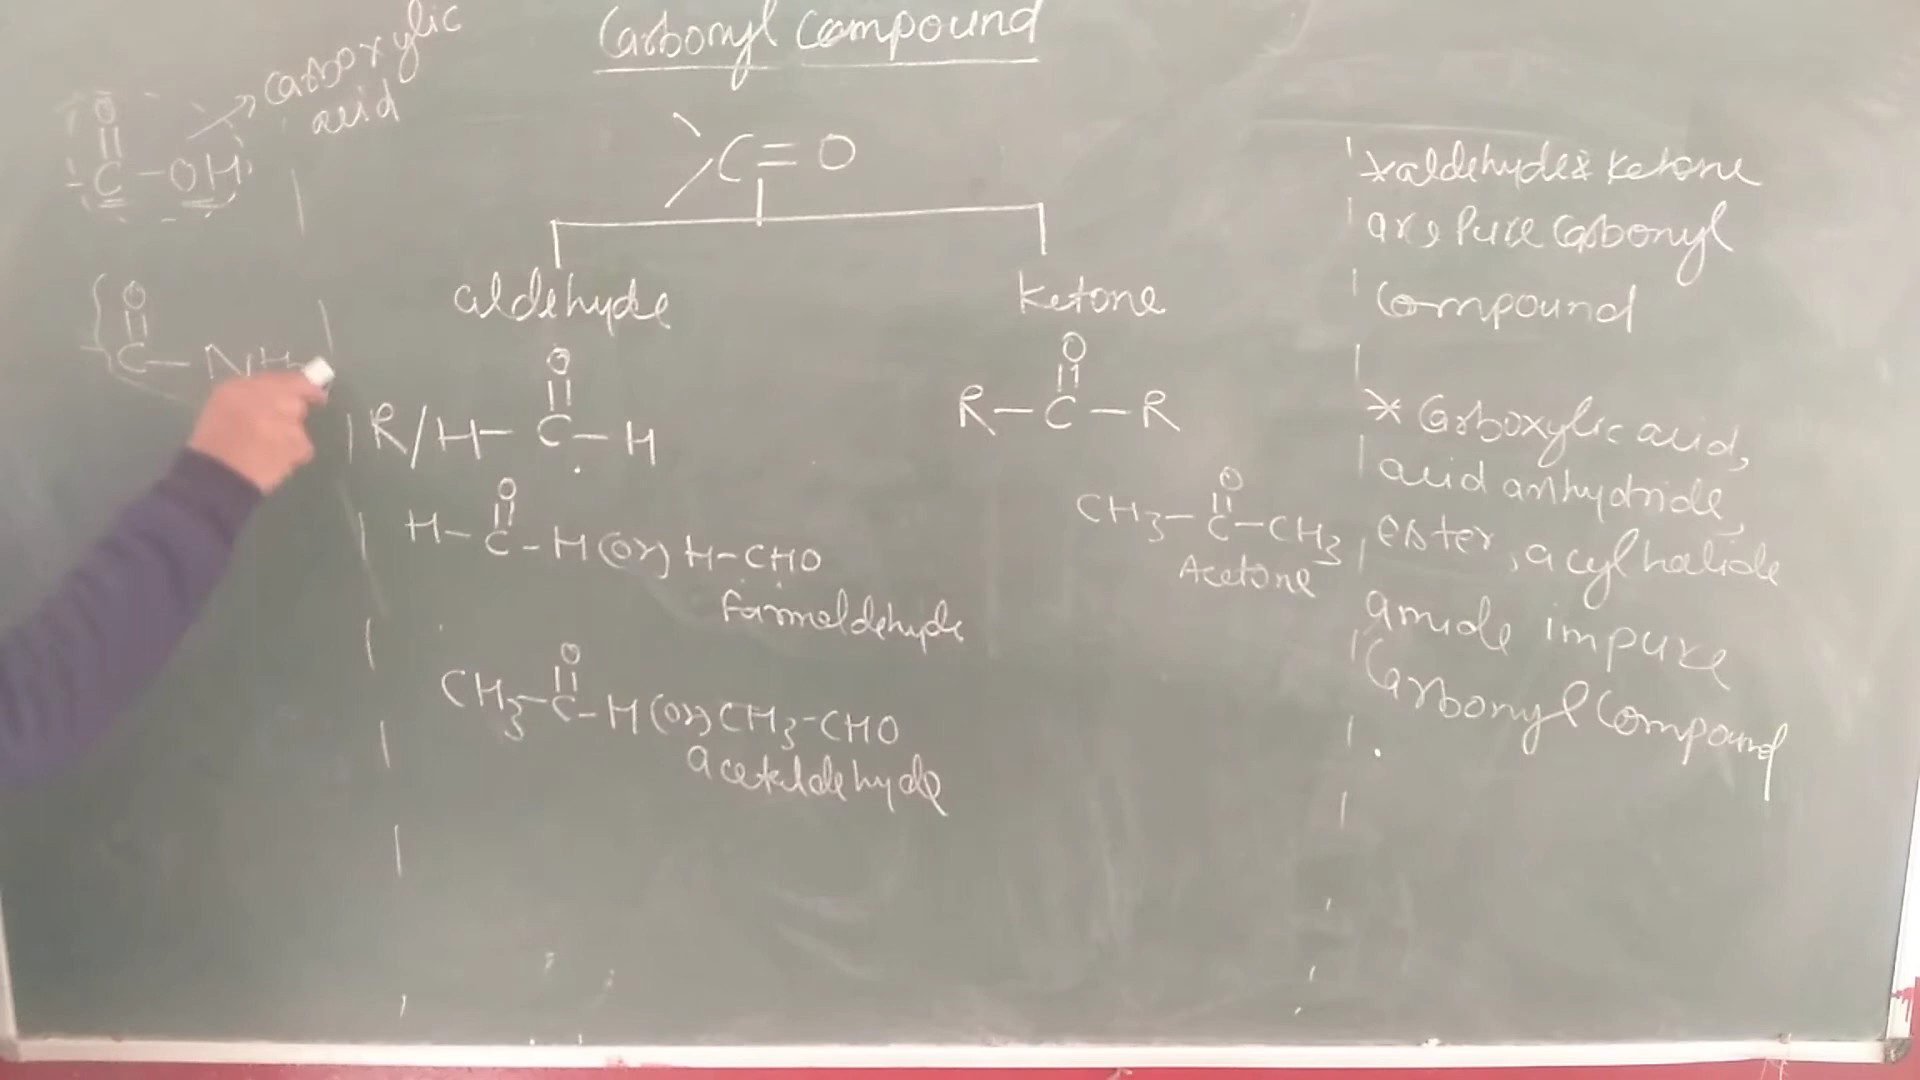 Carbonyl Compound
carboxylic
acid
O
||
- C - OH
O
||
- C - NH
>C=O
aldehyde
O
||
R/H - C - H
O
||
H - C - H (or) H-CHO
Formaldehyde
O
||
CH3 - C - H (or) CH3-CHO
acetaldehyde
ketone
O
||
R - C - R
O
||
CH3 - C - CH3
Acetone
*aldehyde & ketone
are Pure Carbonyl
Compound
* Carboxylic acid,
acid anhydride,
ester, acyl halide
amide impure
Carbonyl Compound